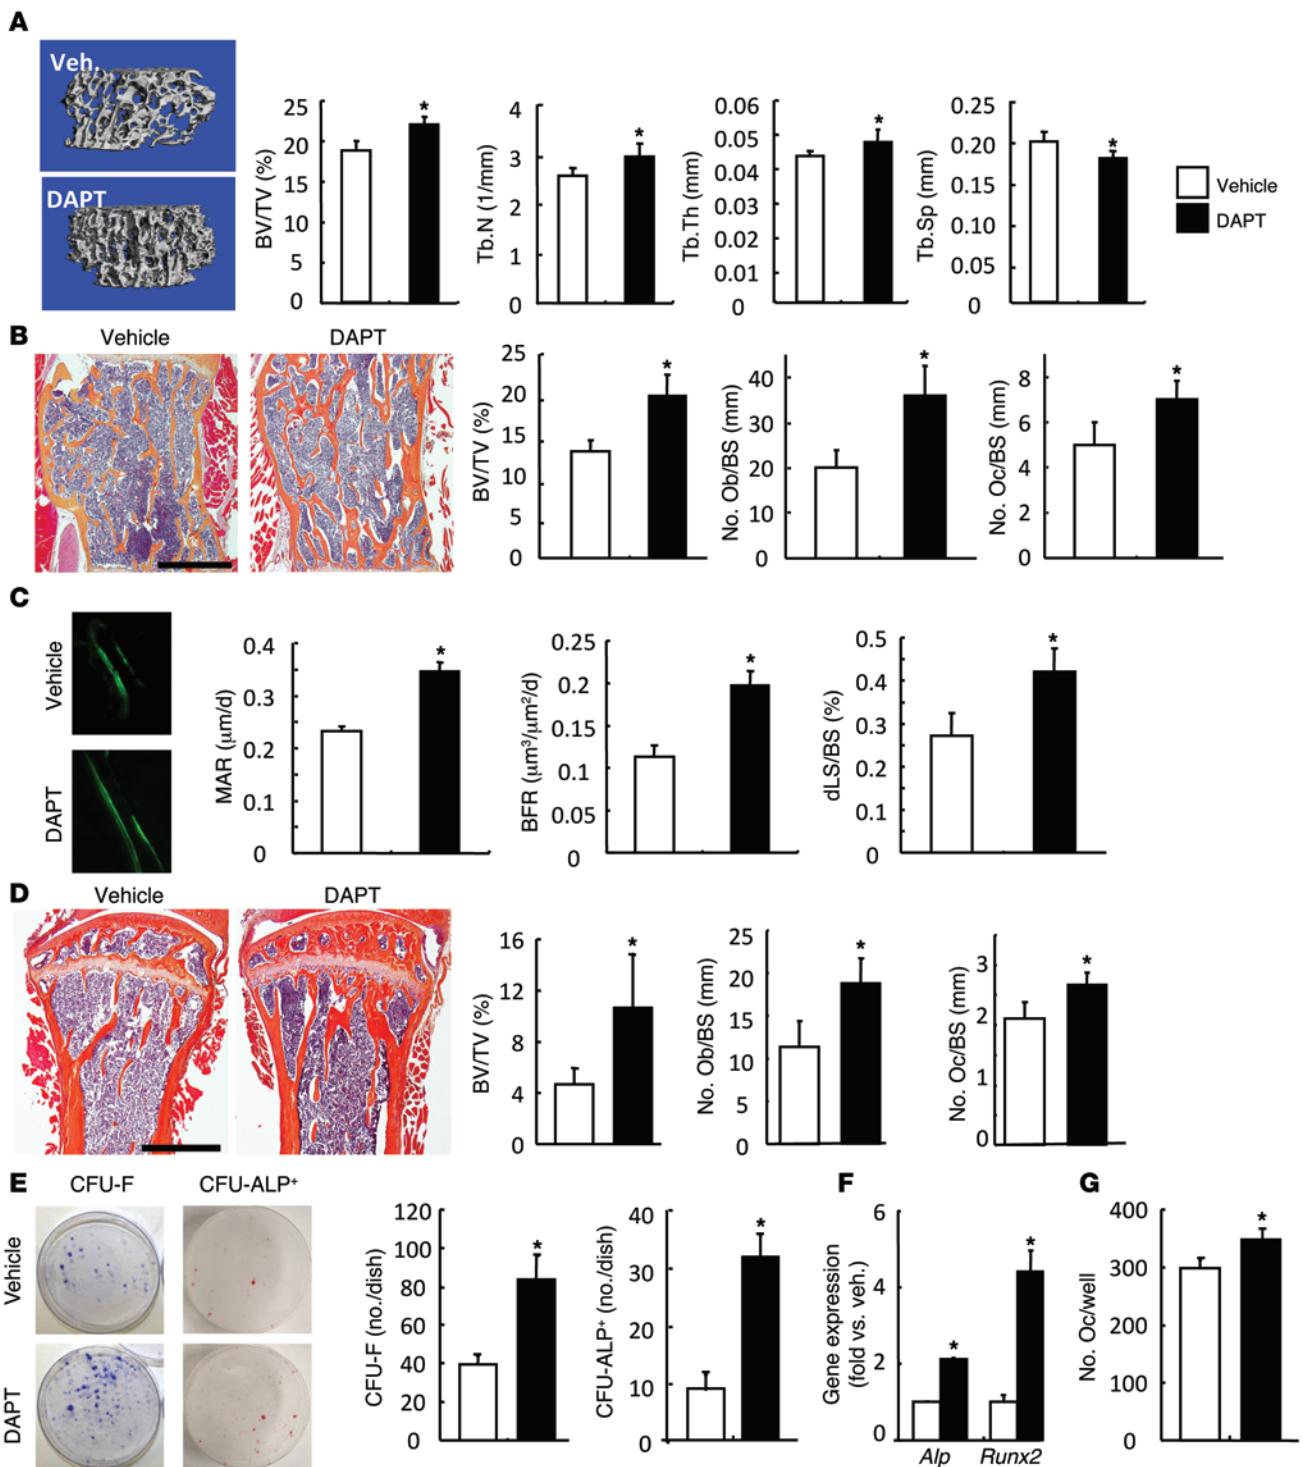 A
Veh.
DAPT
BV/TV (%)
25
20
15
10
5
0
Tb.N (1/mm)
4
3
2
1
0
Tb.Th (mm)
0.06
0.05
0.04
0.03
0.02
0.01
0
Tb.Sp (mm)
0.25
0.20
0.15
0.10
0.05
0
*
*
*
*
Vehicle
DAPT
B
Vehicle
DAPT
BV/TV (%)
25
20
15
10
5
0
No. Ob/BS (mm)
40
30
20
10
0
No. Oc/BS (mm)
8
6
4
2
0
*
*
*
C
Vehicle
DAPT
MAR (μm/d)
0.4
0.3
0.2
0.1
0
BFR (μm³/μm²/d)
0.25
0.2
0.15
0.1
0.05
0
dLS/BS (%)
0.5
0.4
0.3
0.2
0.1
0
*
*
*
D
Vehicle
DAPT
BV/TV (%)
16
12
8
4
0
No. Ob/BS (mm)
25
20
15
10
5
0
No. Oc/BS (mm)
3
2
1
0
*
*
*
E
CFU-F
CFU-ALP⁺
Vehicle
DAPT
CFU-F (no./dish)
120
100
80
60
40
20
0
CFU-ALP⁺ (no./dish)
40
30
20
10
0
*
*
F
Gene expression
(fold vs. veh.)
6
4
2
0
*
*
Alp
Runx2
G
No. Oc/well
400
300
200
100
0
*